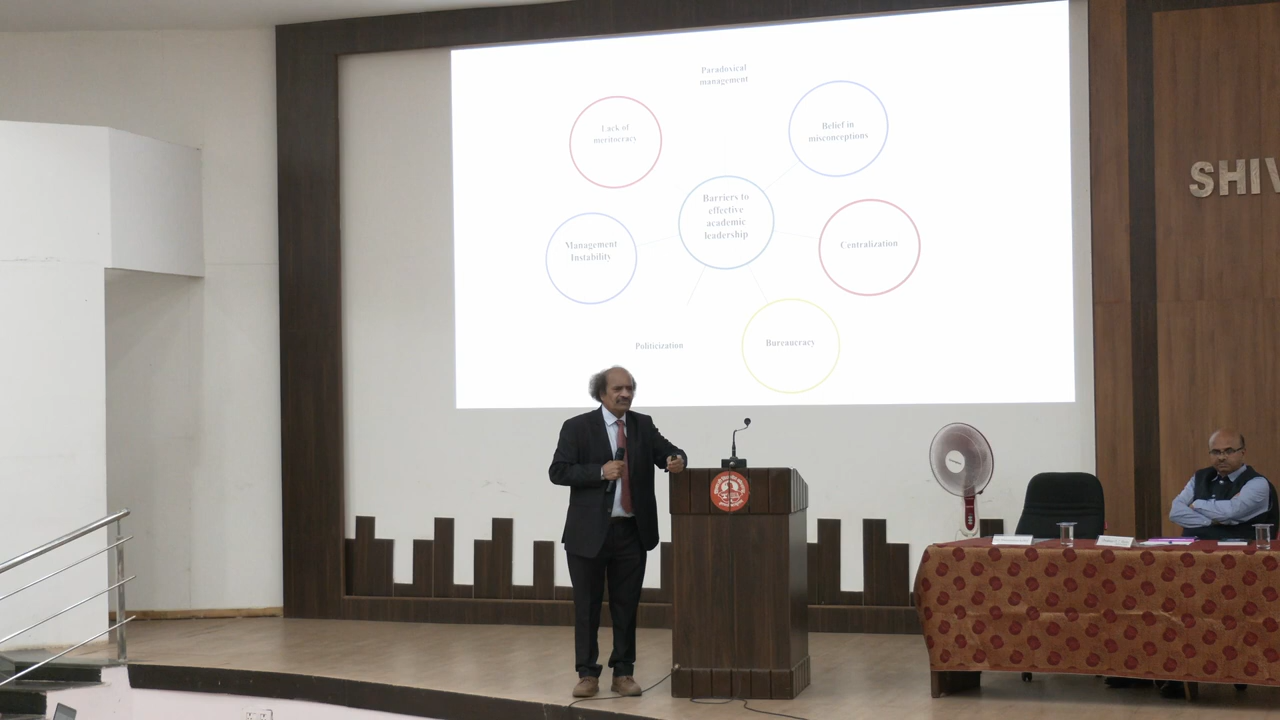 Paradoxical
management
Lack of
meritocracy
Belief in
misconceptions
Barriers to
effective
academic
leadership
Management
Instability
Centralization
Politicization
Bureaucracy
SHIV